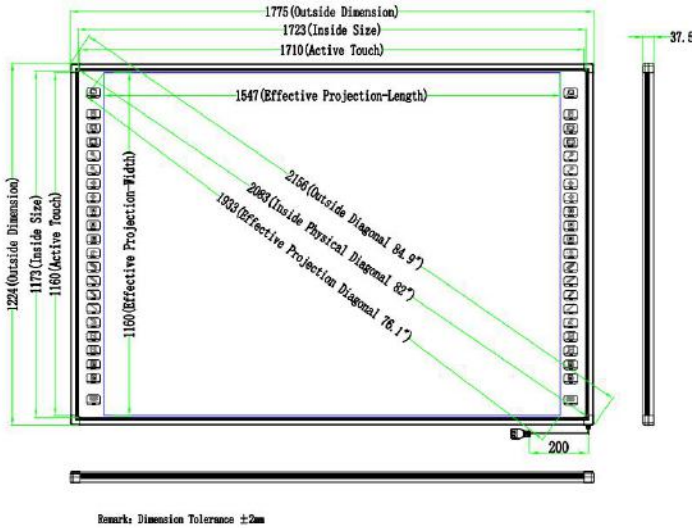 1775(Outside Dimension)
1723(Inside Size)
1710(Active Touch)
37.5
1547(Effective Projection-Length)
1224(Outside Dimension)
1173(Inside Size)
1160(Active Touch)
1160(Effective Projection-Width)
2156(Outside Diagonal 84.9")
2083(Inside Physical Diagonal 82")
1933(Effective Projection Diagonal 76.1")
200
Remark: Dimension Tolerance ±2mm